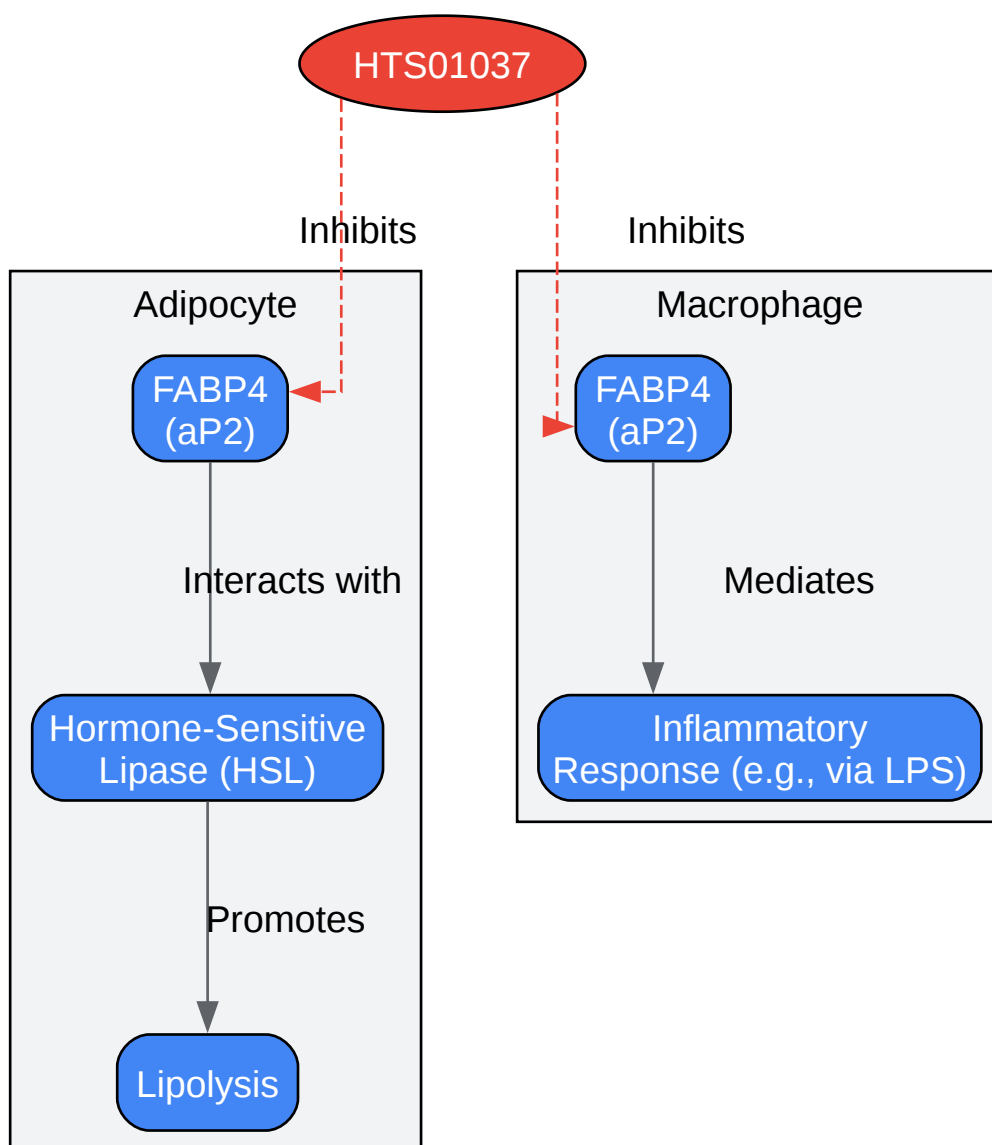 HTS01037
Inhibits
Inhibits
Adipocyte
Macrophage
FABP4
(aP2)
FABP4
(aP2)
Interacts with
Mediates
Hormone-Sensitive
Lipase (HSL)
Inflammatory
Response (e.g., via LPS)
Promotes
Lipolysis